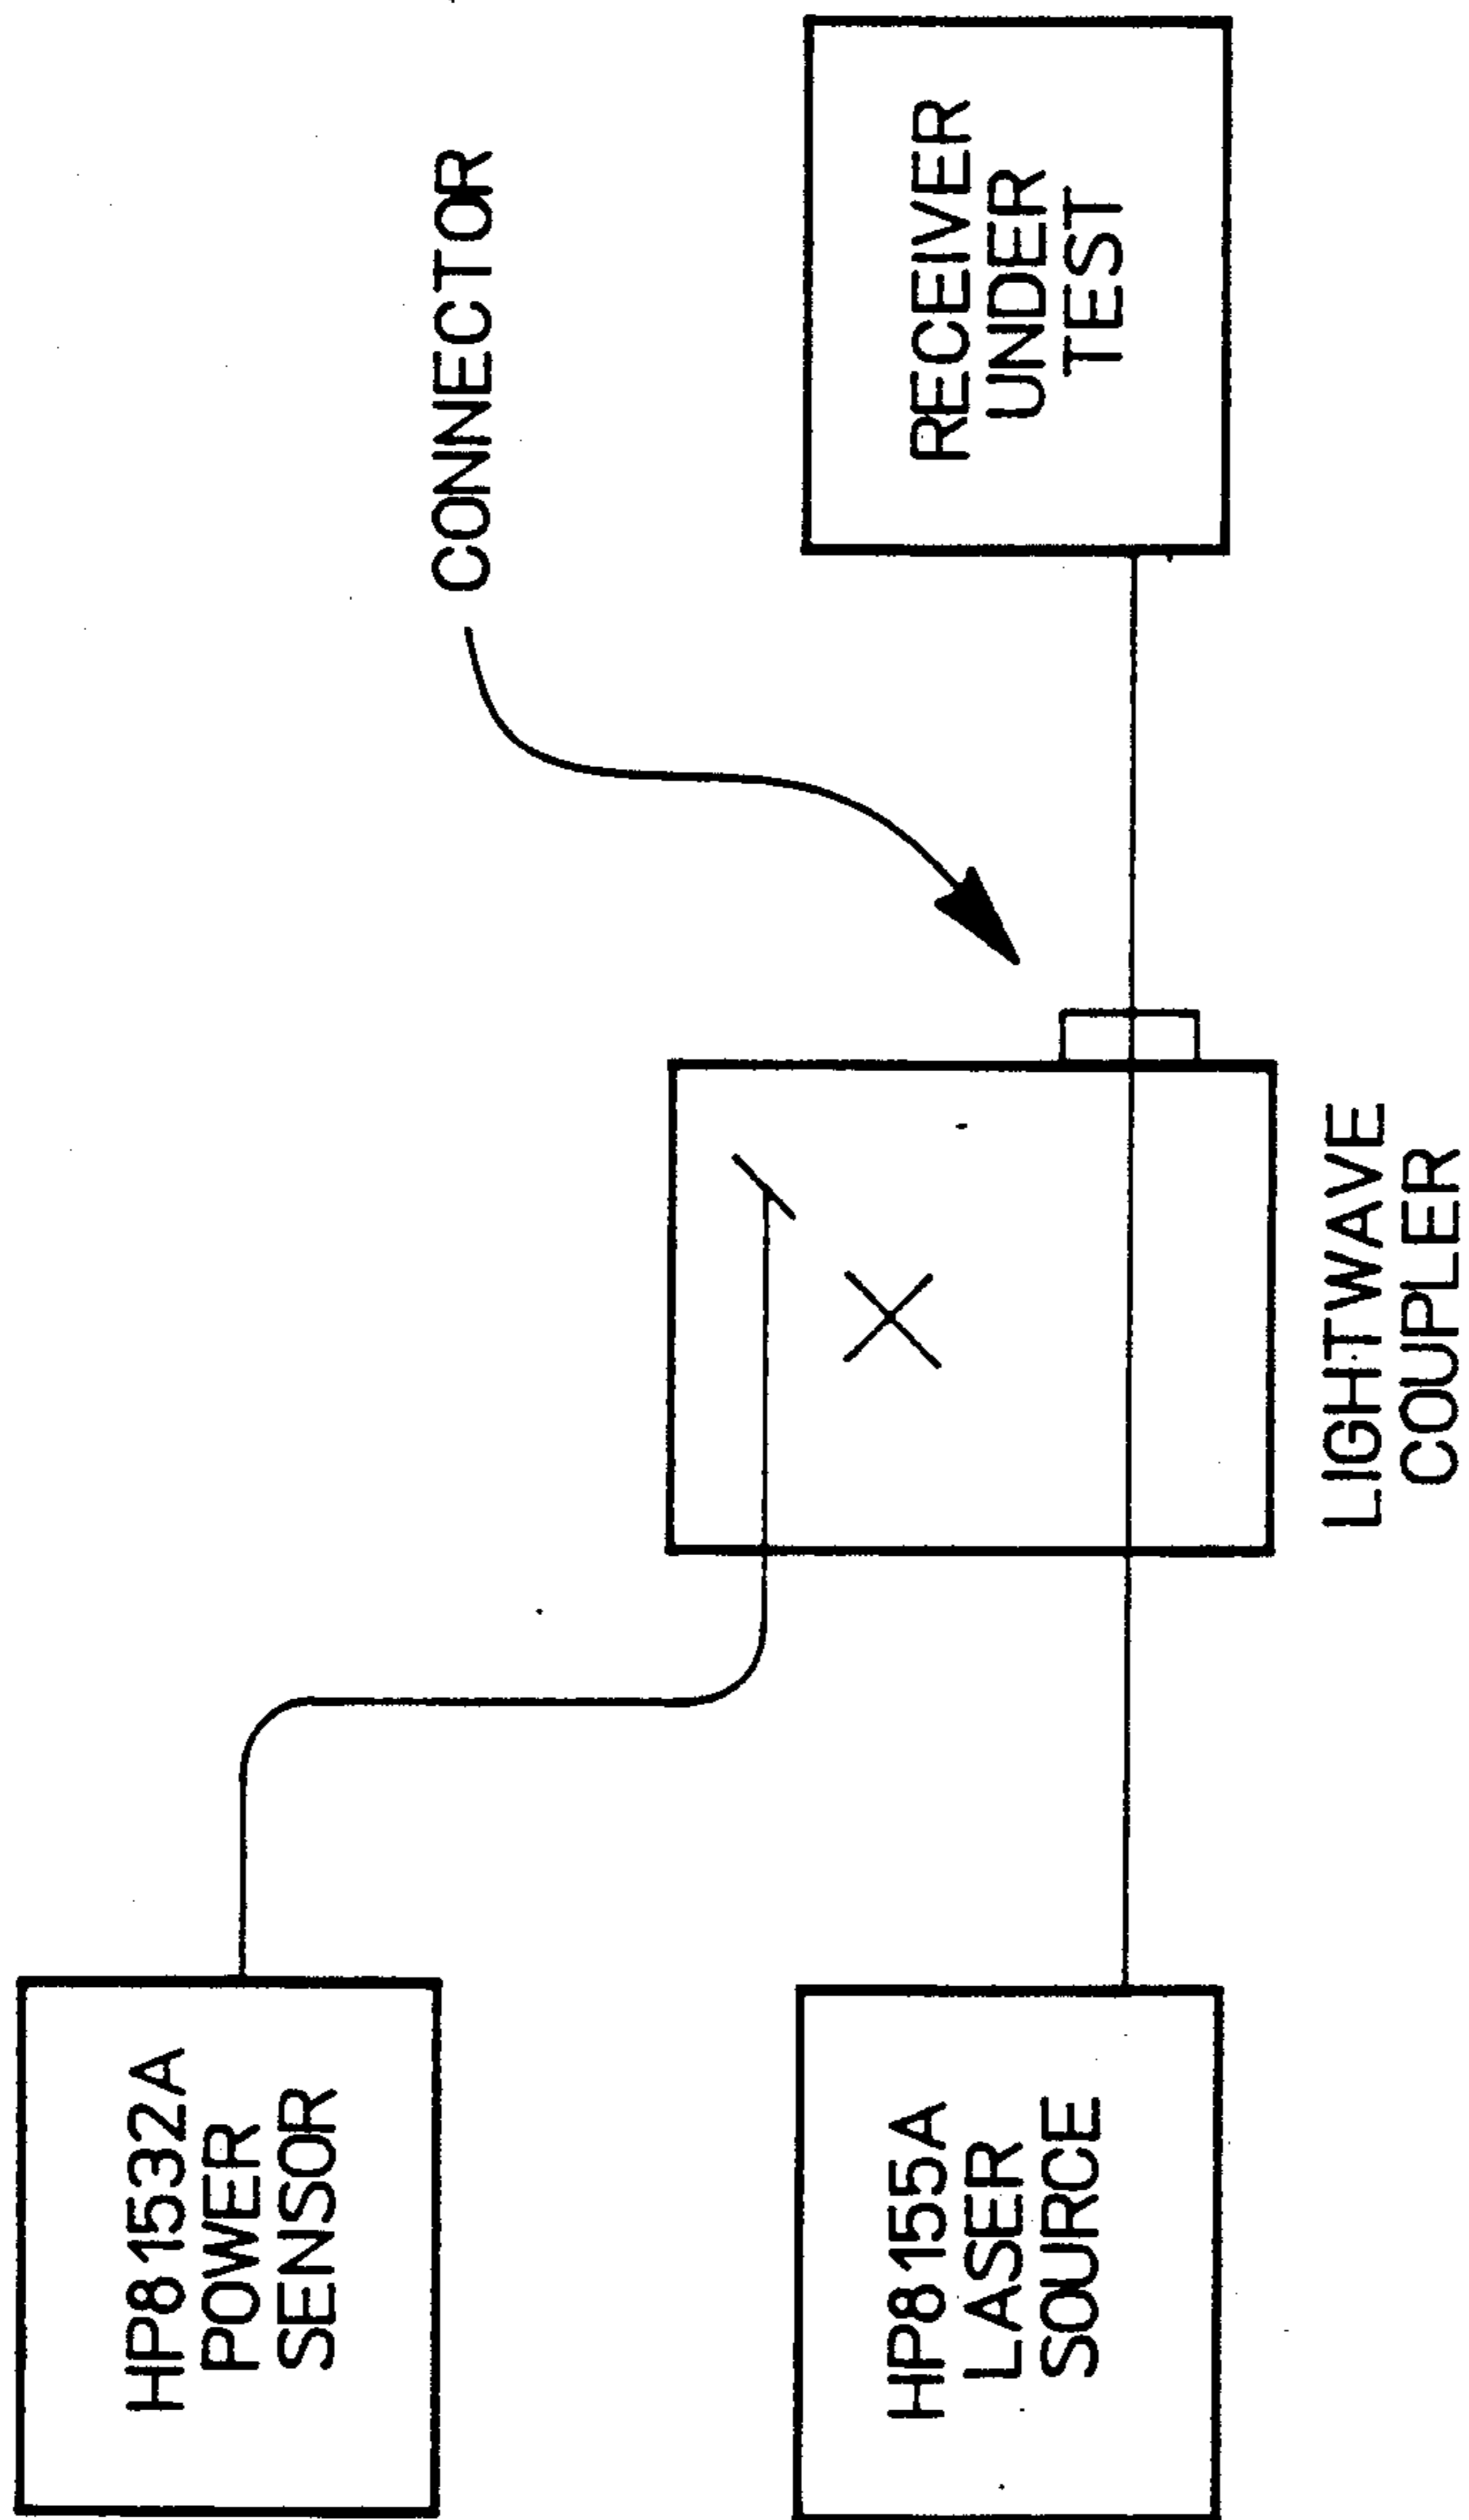 HP81532A
POWER
SENSOR
CONNECTOR
HP8155A
LASER
SOURCE
RECEIVER
UNDER
TEST
LIGHTWAVE
COUPLER